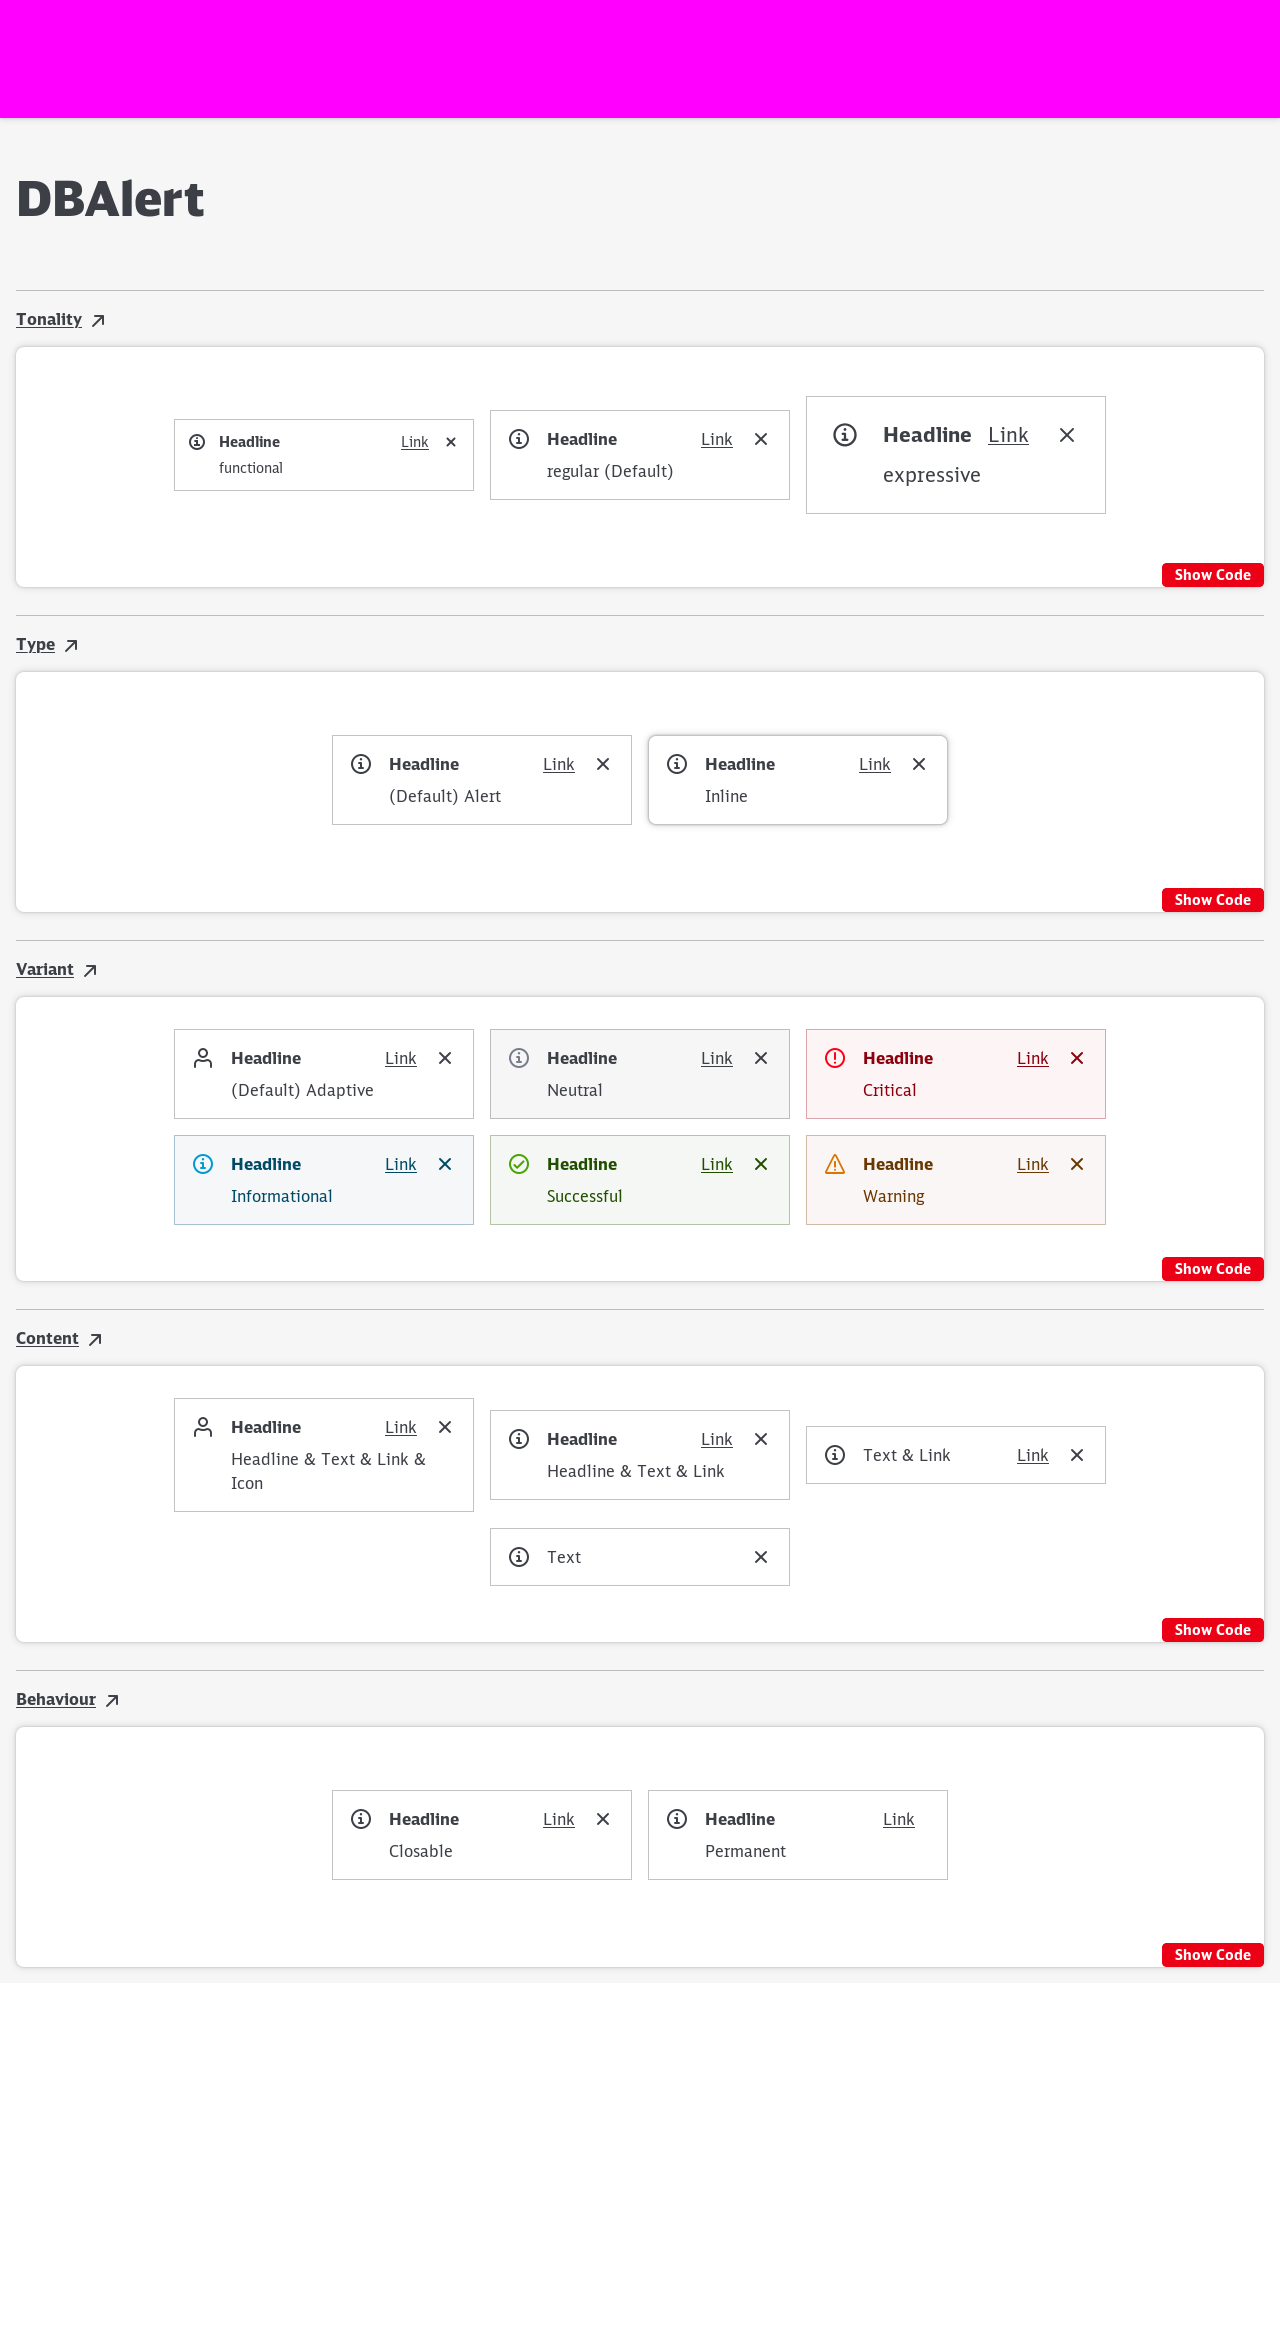 DBAlert
Tonality
Headline Link
functional
Headline Link
regular (Default)
Headline Link
expressive
Show Code
Type
Headline Link
(Default) Alert
Headline Link
Inline
Show Code
Variant
Headline Link
(Default) Adaptive
Headline Link
Neutral
Headline Link
Critical
Headline Link
Informational
Headline Link
Successful
Headline Link
Warning
Show Code
Content
Headline Link
Headline & Text & Link &
Icon
Headline Link
Headline & Text & Link
Text & Link Link
Text
Show Code
Behaviour
Headline Link
Closable
Headline Link
Permanent
Show Code